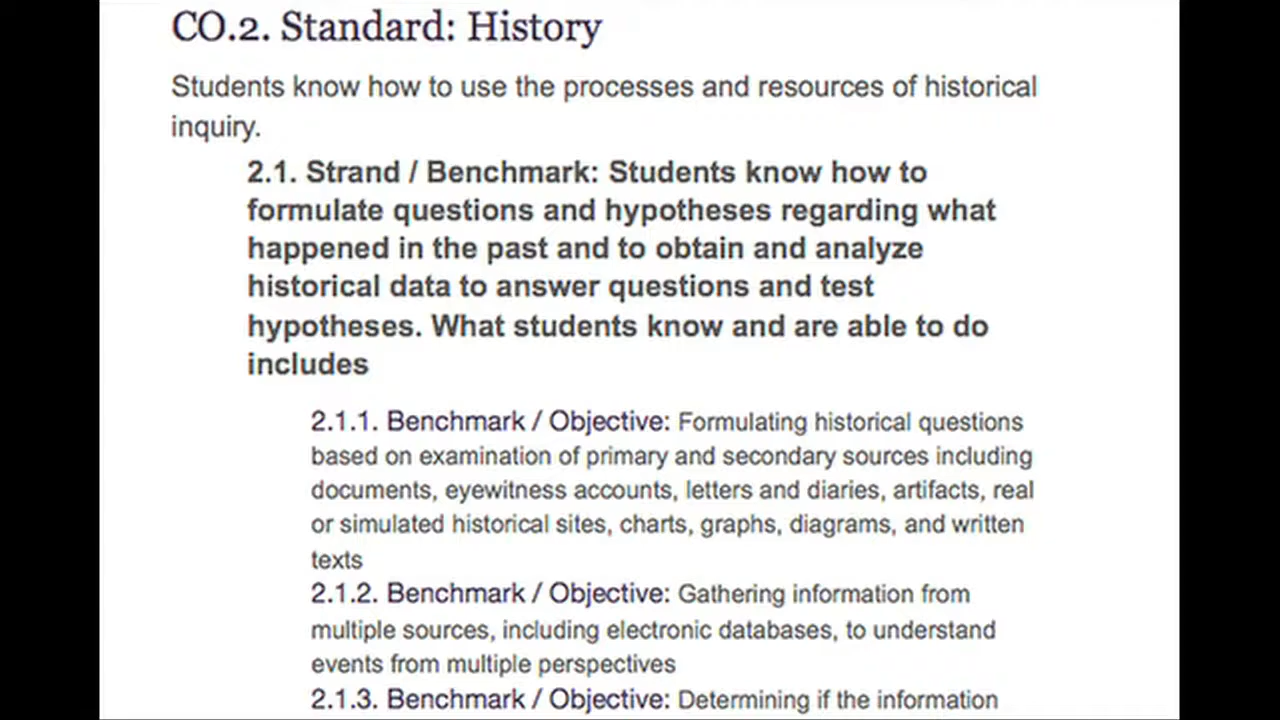 CO.2. Standard: History
Students know how to use the processes and resources of historical
inquiry.
2.1. Strand / Benchmark: Students know how to
formulate questions and hypotheses regarding what
happened in the past and to obtain and analyze
historical data to answer questions and test
hypotheses. What students know and are able to do
includes
2.1.1. Benchmark / Objective: Formulating historical questions
based on examination of primary and secondary sources including
documents, eyewitness accounts, letters and diaries, artifacts, real
or simulated historical sites, charts, graphs, diagrams, and written
texts
2.1.2. Benchmark / Objective: Gathering information from
multiple sources, including electronic databases, to understand
events from multiple perspectives
2.1.3. Benchmark / Objective: Determining if the information